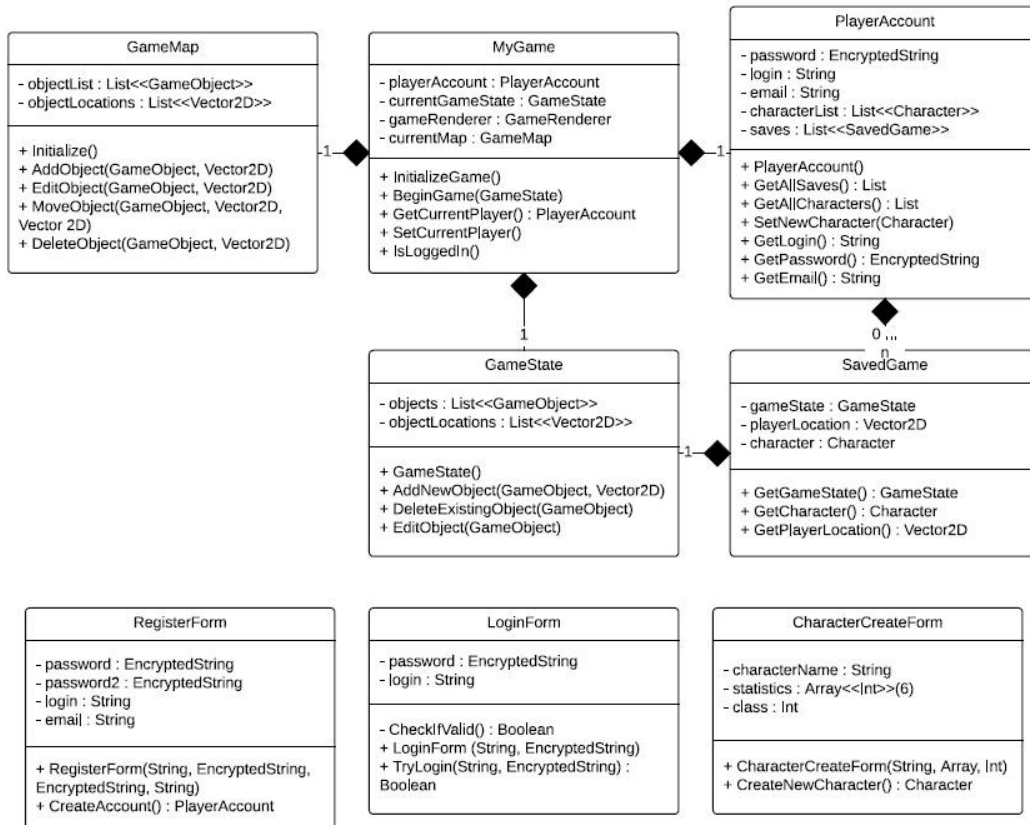 GameMap
- objectList : List<<GameObject>>
- objectLocations : List<<Vector2D>>
+ Initialize()
+ AddObject(GameObject, Vector2D)
+ EditObject(GameObject, Vector2D)
+ MoveObject(GameObject, Vector2D,
Vector 2D)
+ DeleteObject(GameObject, Vector2D)
1
MyGame
- playerAccount : PlayerAccount
- currentGameState : GameState
- gameRenderer : GameRenderer
- currentMap : GameMap
+ InitializeGame()
+ BeginGame(GameState)
+ GetCurrentPlayer() : PlayerAccount
+ SetCurrentPlayer()
+ IsLoggedIn()
1
PlayerAccount
- password : EncryptedString
- login : String
- email : String
- characterList : List<<Character>>
- saves : List<<SavedGame>>
+ PlayerAccount()
+ GetAllSaves() : List
+ GetAllCharacters() : List
+ SetNewCharacter(Character)
+ GetLogin() : String
+ GetPassword() : EncryptedString
+ GetEmail() : String
1
0 ...
n
GameState
- objects : List<<GameObject>>
- objectLocations : List<<Vector2D>>
+ GameState()
+ AddNewObject(GameObject, Vector2D)
+ DeleteExistingObject(GameObject)
+ EditObject(GameObject)
1
SavedGame
- gameState : GameState
- playerLocation : Vector2D
- character : Character
+ GetGameState() : GameState
+ GetCharacter() : Character
+ GetPlayerLocation() : Vector2D
RegisterForm
- password : EncryptedString
- password2 : EncryptedString
- login : String
- email : String
+ RegisterForm(String, EncryptedString,
EncryptedString, String)
+ CreateAccount() : PlayerAccount
LoginForm
- password : EncryptedString
- login : String
- CheckIfValid() : Boolean
+ LoginForm (String, EncryptedString)
+ TryLogin(String, EncryptedString) :
Boolean
CharacterCreateForm
- characterName : String
- statistics : Array<<Int>>(6)
- class : Int
+ CharacterCreateForm(String, Array, Int)
+ CreateNewCharacter() : Character